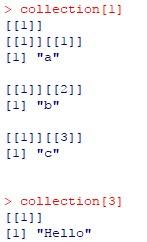 > collection[1]
[[1]]
[[1]][[1]]
[1] "a"
[[1]][[2]]
[1] "b"
[[1]][[3]]
[1] "c"
> collection[3]
[[1]]
[1] "Hello"